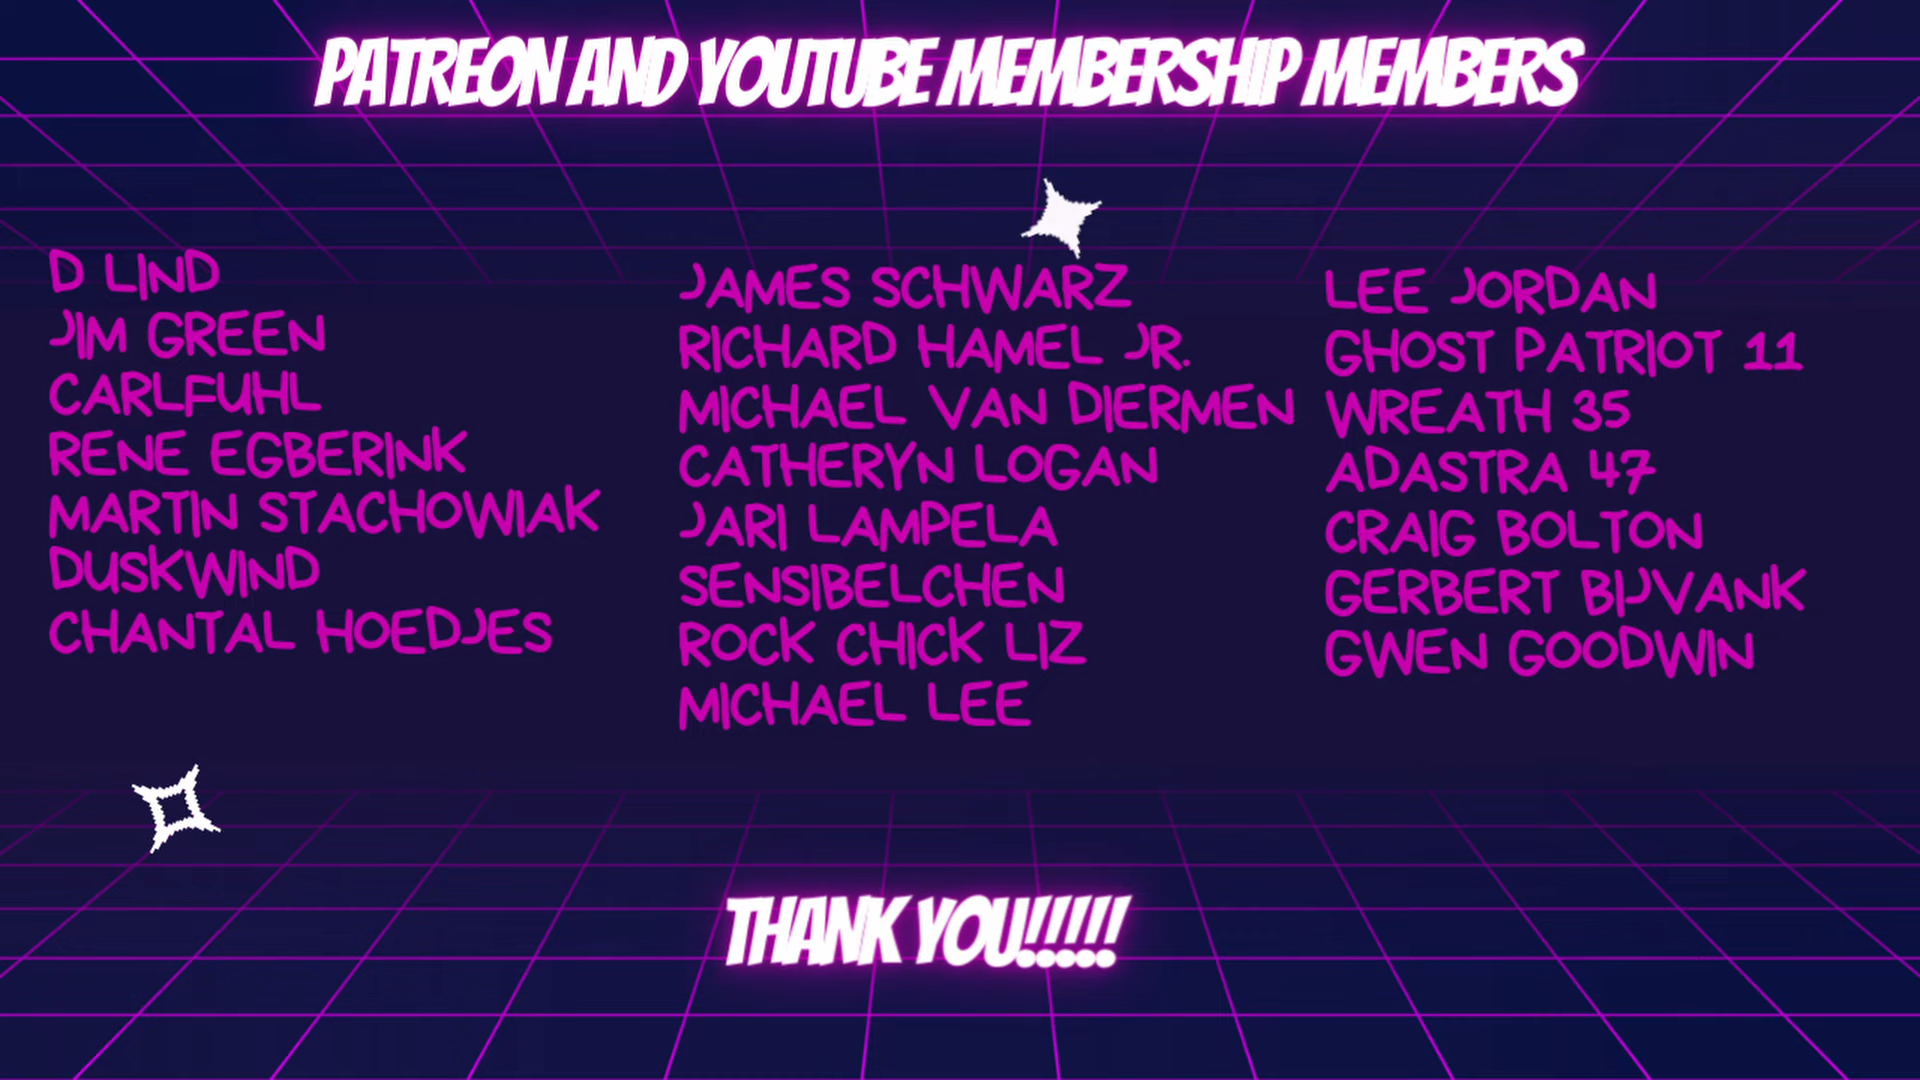 PATREON AND YOUTUBE MEMBERSHIP MEMBERS
D LIND
JIM GREEN
CARLFUHL
RENE EGBERINK
MARTIN STACHOWIAK
DUSKWIND
CHANTAL HOEDJES
JAMES SCHWARZ
RICHARD HAMEL JR.
MICHAEL VAN DIERMEN
CATHERYN LOGAN
JARI LAMPELA
SENSIBELCHEN
ROCK CHICK LIZ
MICHAEL LEE
LEE JORDAN
GHOST PATRIOT 11
WREATH 35
ADASTRA 47
CRAIG BOLTON
GERBERT BIJVANK
GWEN GOODWIN
THANK YOU!!!!!